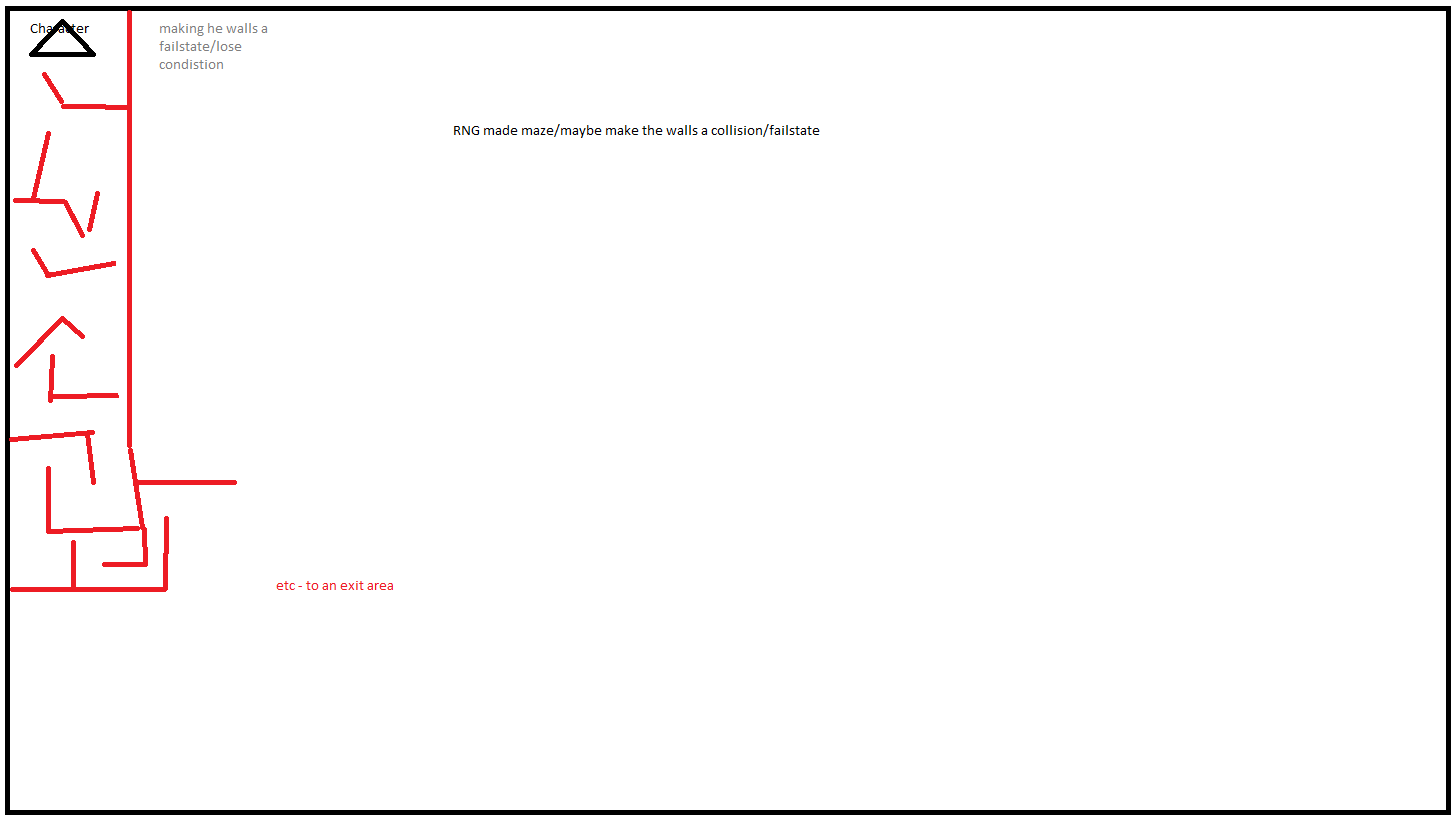 Character
making he walls a
failstate/lose
condistion
RNG made maze/maybe make the walls a collision/failstate
etc - to an exit area